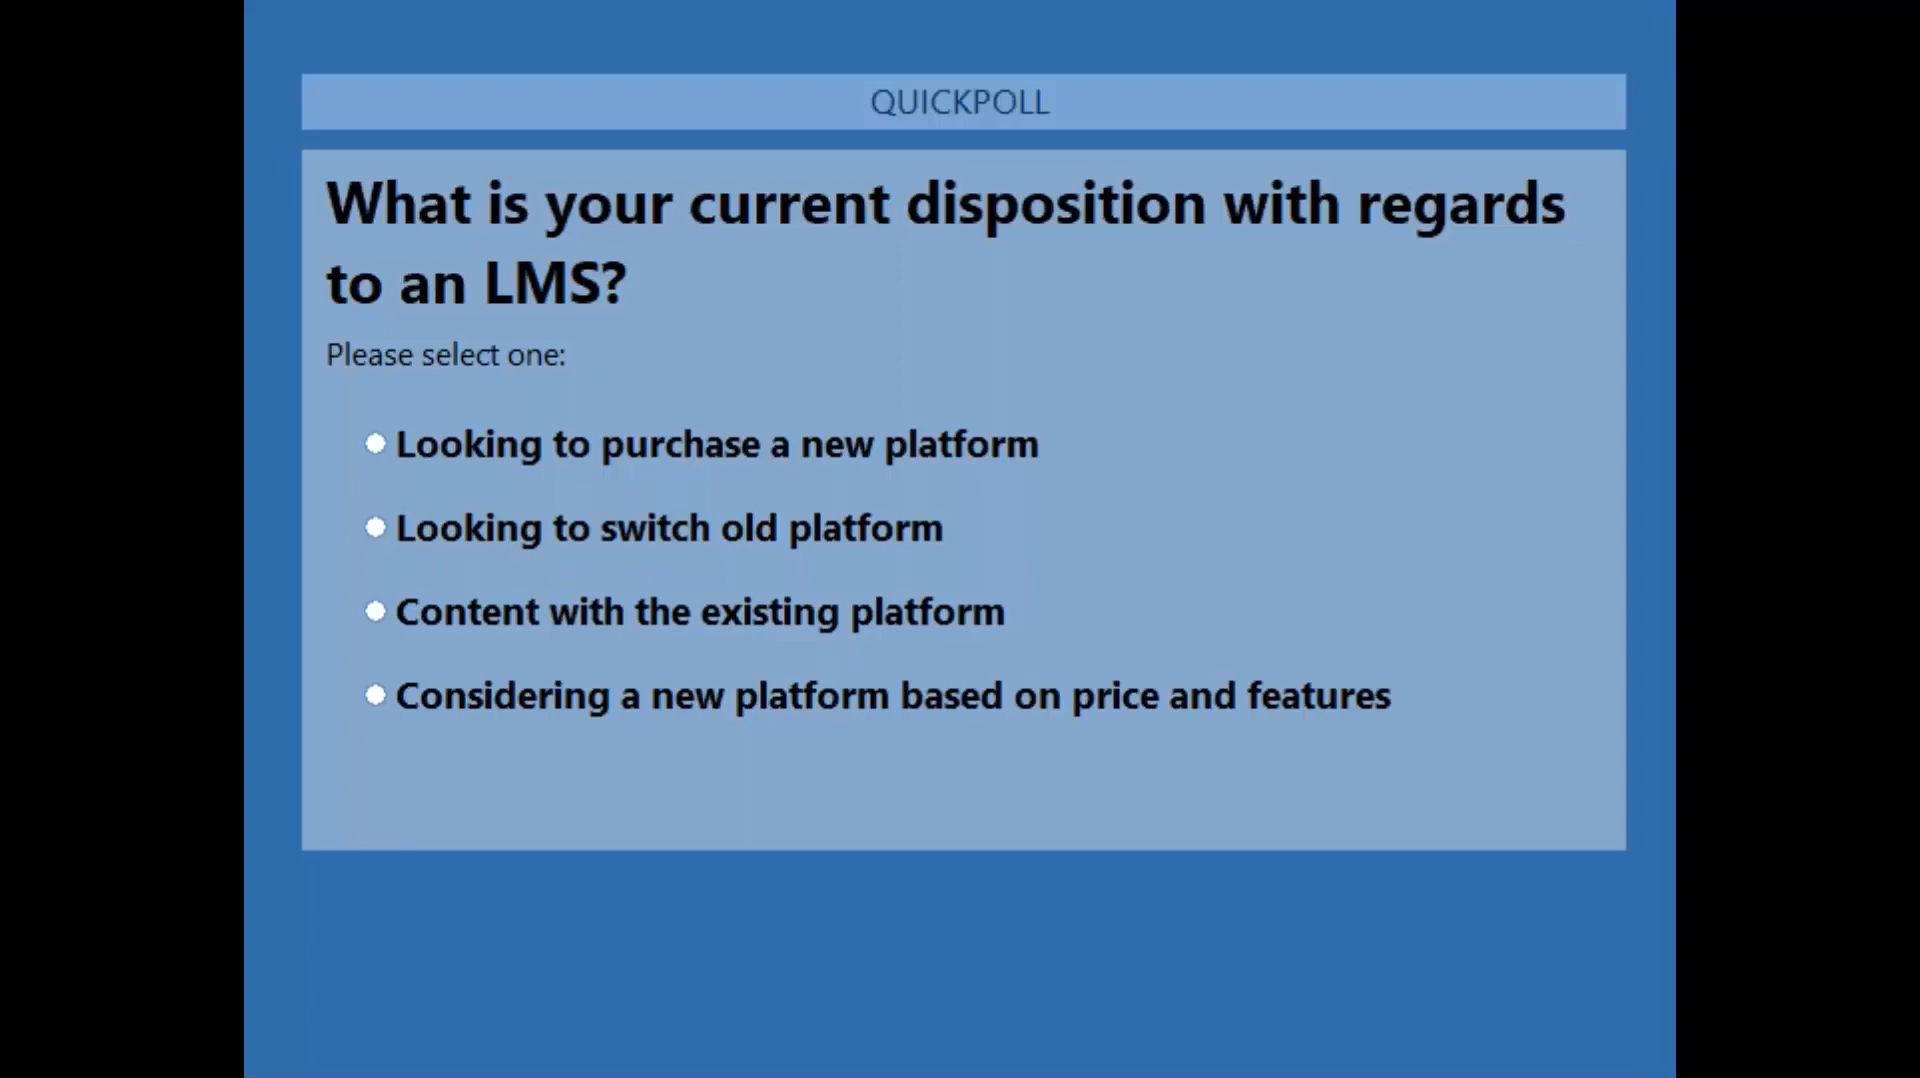 QUICKPOLL
What is your current disposition with regards
to an LMS?
Please select one:
Looking to purchase a new platform
Looking to switch old platform
Content with the existing platform
Considering a new platform based on price and features